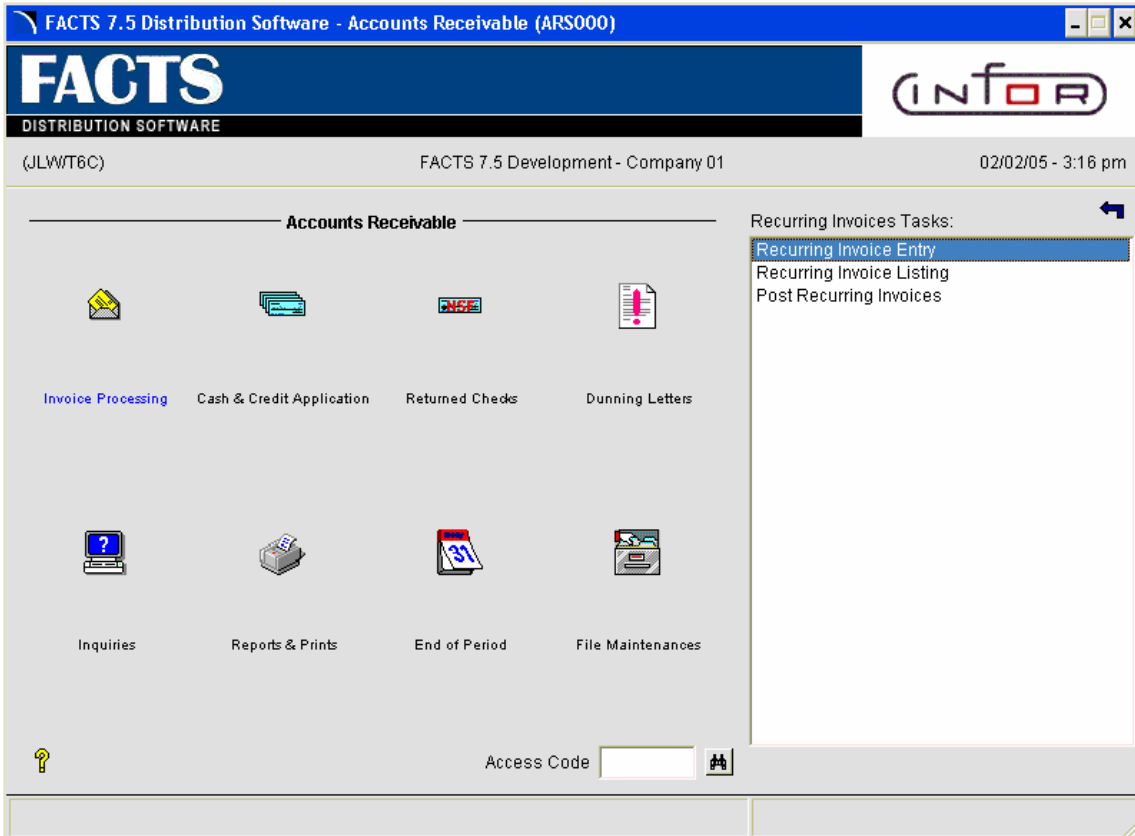 FACTS 7.5 Distribution Software - Accounts Receivable (ARS000)
FACTS
DISTRIBUTION SOFTWARE
infor
(JLW/T6C)
FACTS 7.5 Development - Company 01
02/02/05 - 3:16 pm
Accounts Receivable
NSF
Invoice Processing
Cash & Credit Application
Returned Checks
Dunning Letters
?
31
Inquiries
Reports & Prints
End of Period
File Maintenances
Recurring Invoices Tasks:
Recurring Invoice Entry
Recurring Invoice Listing
Post Recurring Invoices
?
Access Code